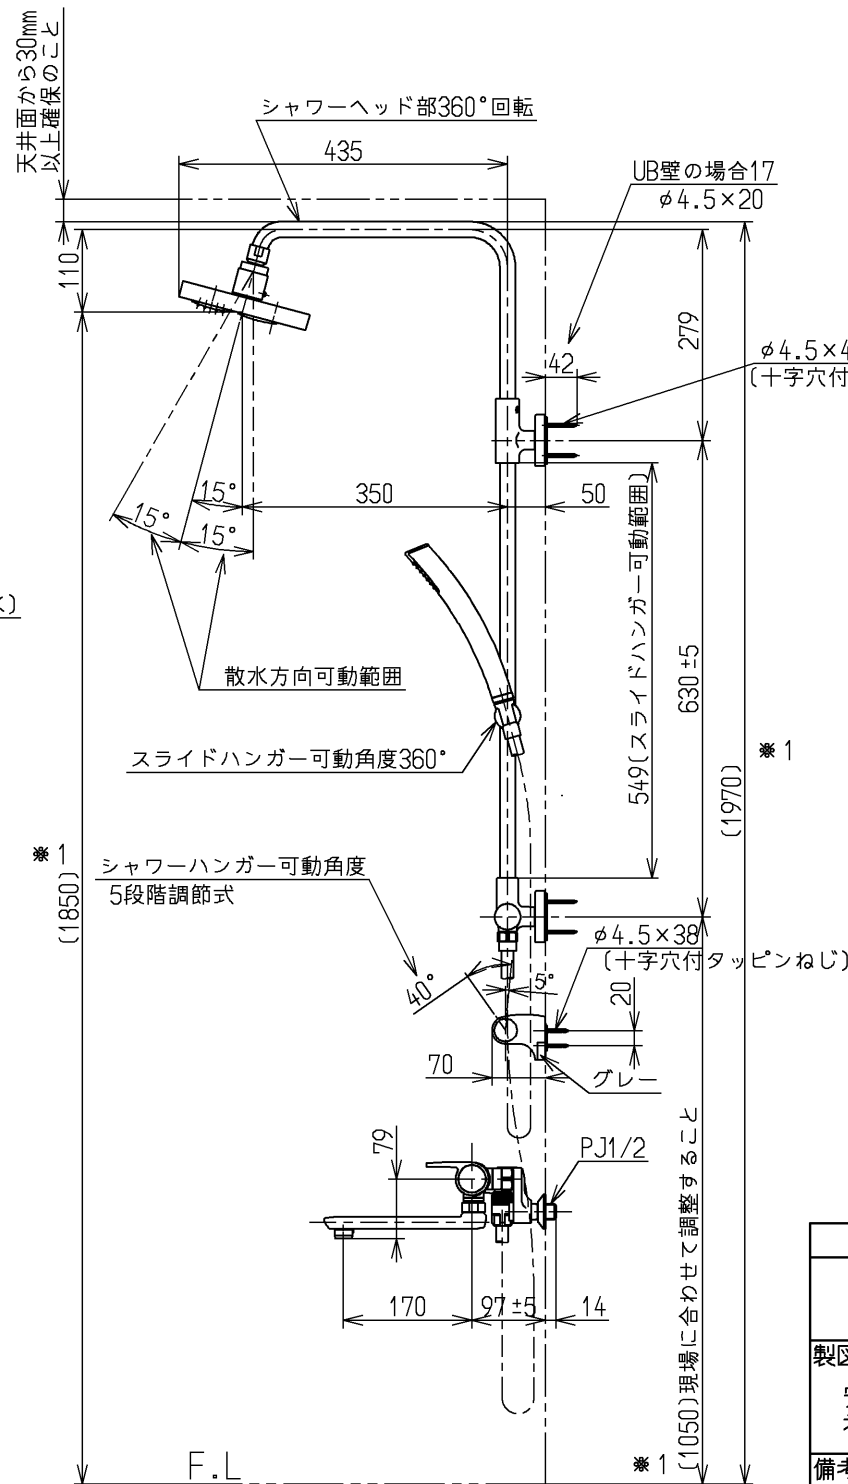 天井面から30mm
以上確保のこと
シャワーヘッド部360°回転
435
UB壁の場合17
φ4.5×20
110
279
42
φ4.5×4
(十字穴付
15°
15°
15°
350
50
549(スライドハンガー可動範囲)
630±5
散水方向可動範囲
スライドハンガー可動角度360°
※1
(1970)
※1
(1850)
シャワーハンガー可動角度
5段階調節式
φ4.5×38
(十字穴付タッピンねじ)
40°
5°
20
70
グレー
79
PJ1/2
170
97±5
14
※1
(1050)現場に合わせて調整すること
F.L
製図
備考